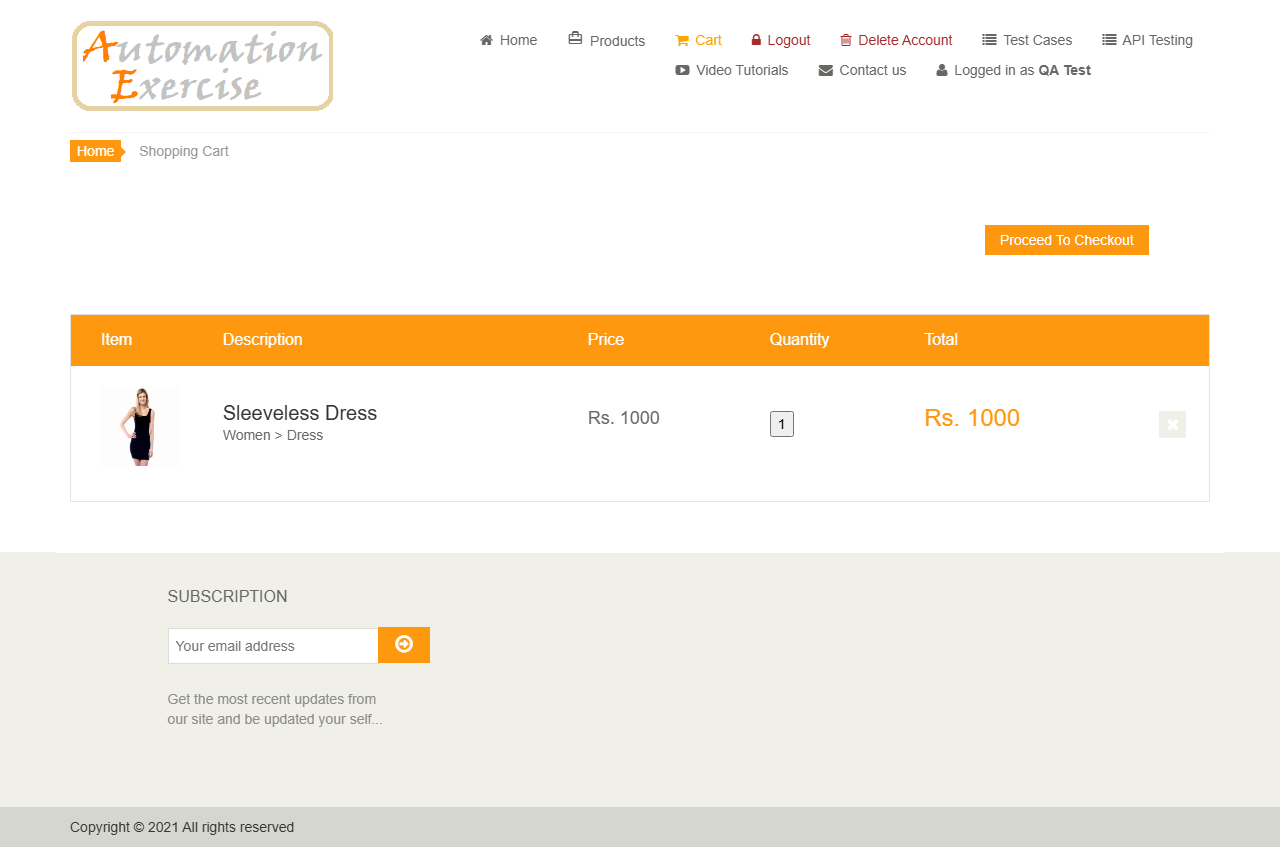 Automation
Exercise
Home Products Cart Logout Delete Account Test Cases API Testing
Video Tutorials Contact us Logged in as QA Test
Home Shopping Cart
Proceed To Checkout
Item Description Price Quantity Total
Sleeveless Dress Rs. 1000 1 Rs. 1000
Women > Dress
SUBSCRIPTION
Your email address
Get the most recent updates from
our site and be updated your self...
Copyright © 2021 All rights reserved